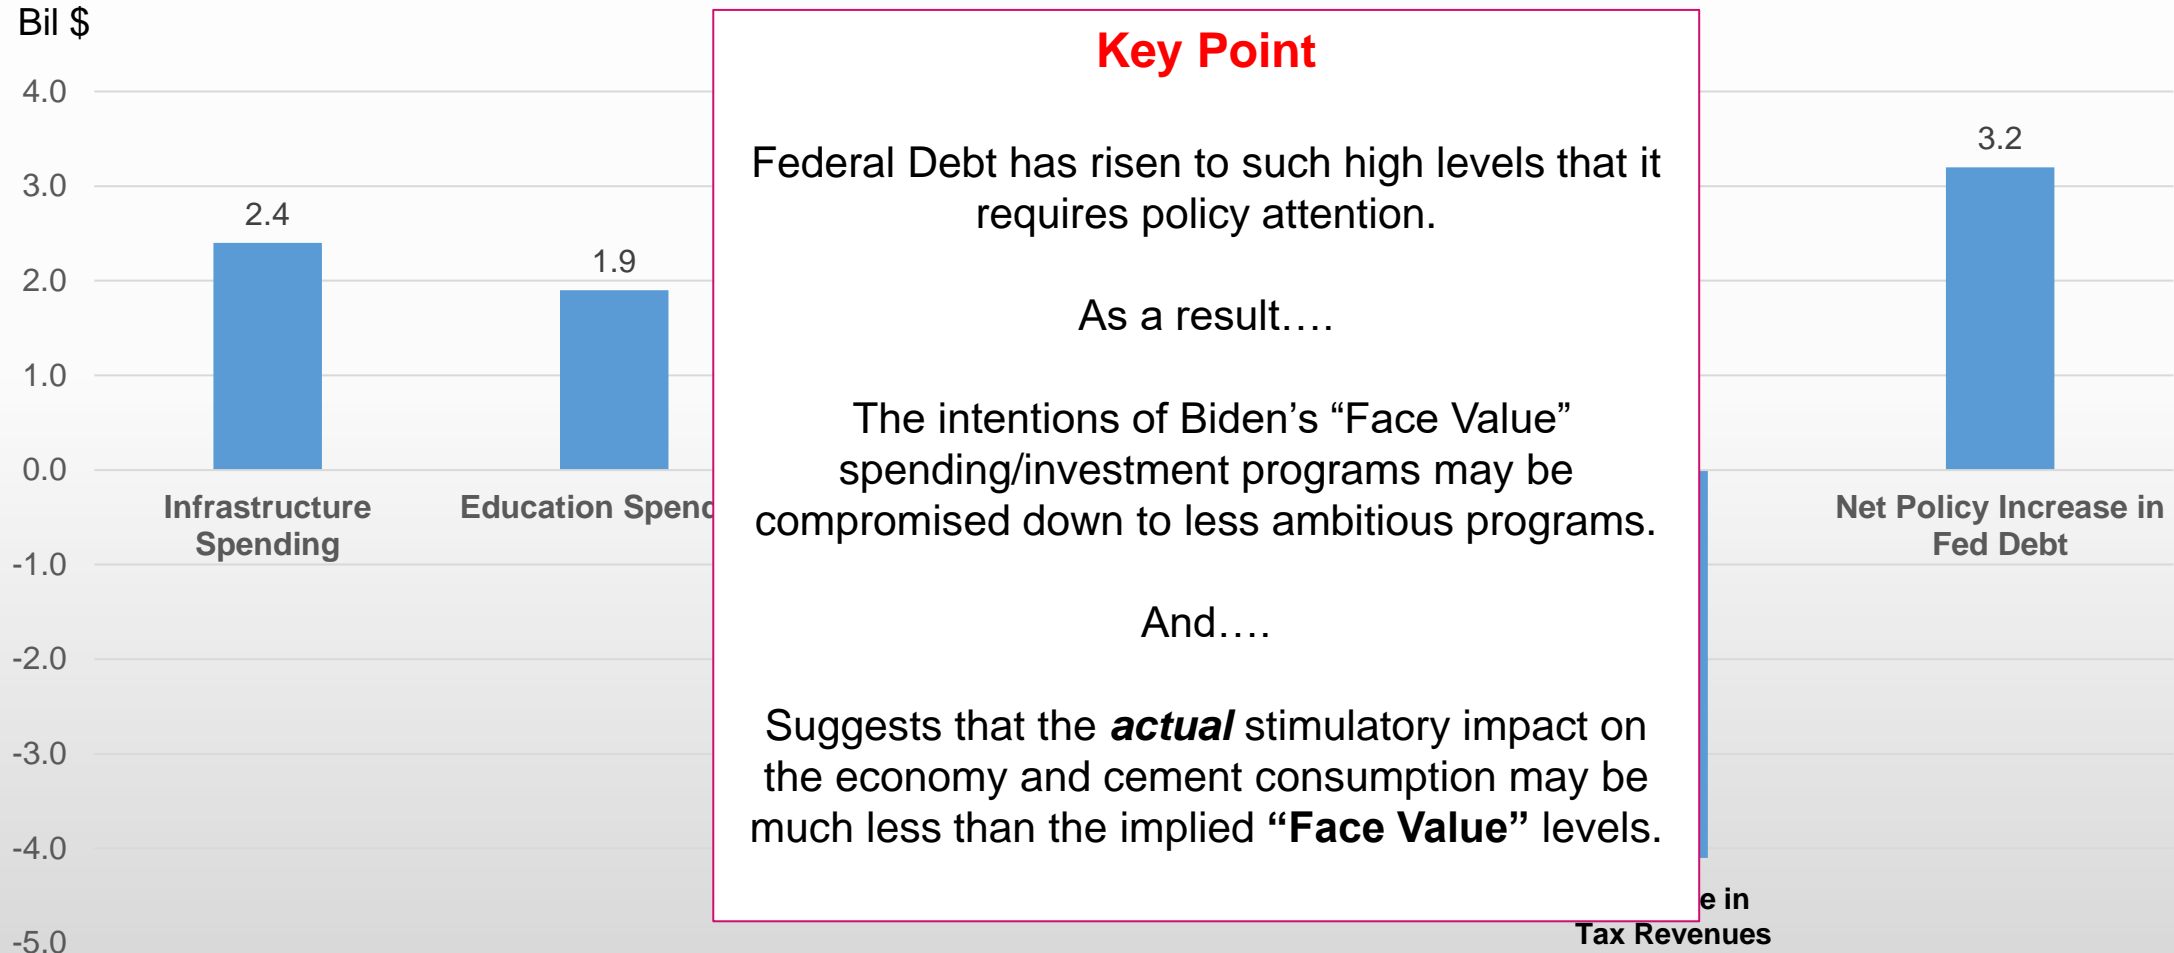 Bil $
4.0
3.0
2.0
1.0
0.0
-1.0
-2.0
-3.0
-4.0
-5.0
2.4
1.9
3.2
Infrastructure
Spending
Education
Net Policy Increase in
Fed Debt
in
Tax Revenues
Key Point
Federal Debt has risen to such high levels that it
requires policy attention.
As a result….
The intentions of Biden’s “Face Value”
spending/investment programs may be
compromised down to less ambitious programs.
And….
Suggests that the actual stimulatory impact on
the economy and cement consumption may be
much less than the implied “Face Value” levels.